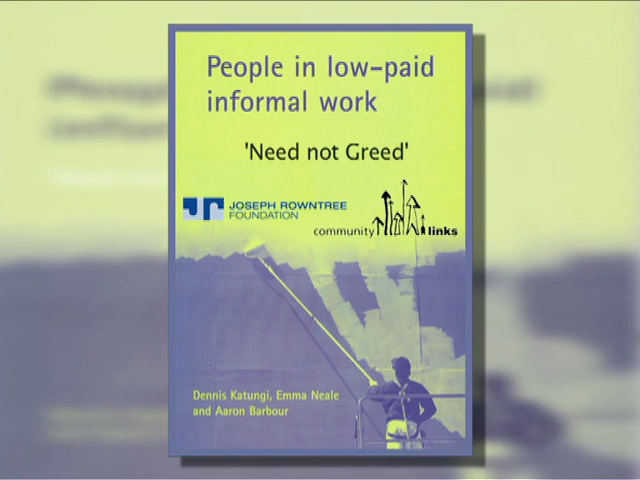 People in low-paid
informal work
'Need not Greed'
JR JOSEPH ROWNTREE
FOUNDATION
community links
Dennis Katungi, Emma Neale
and Aaron Barbour